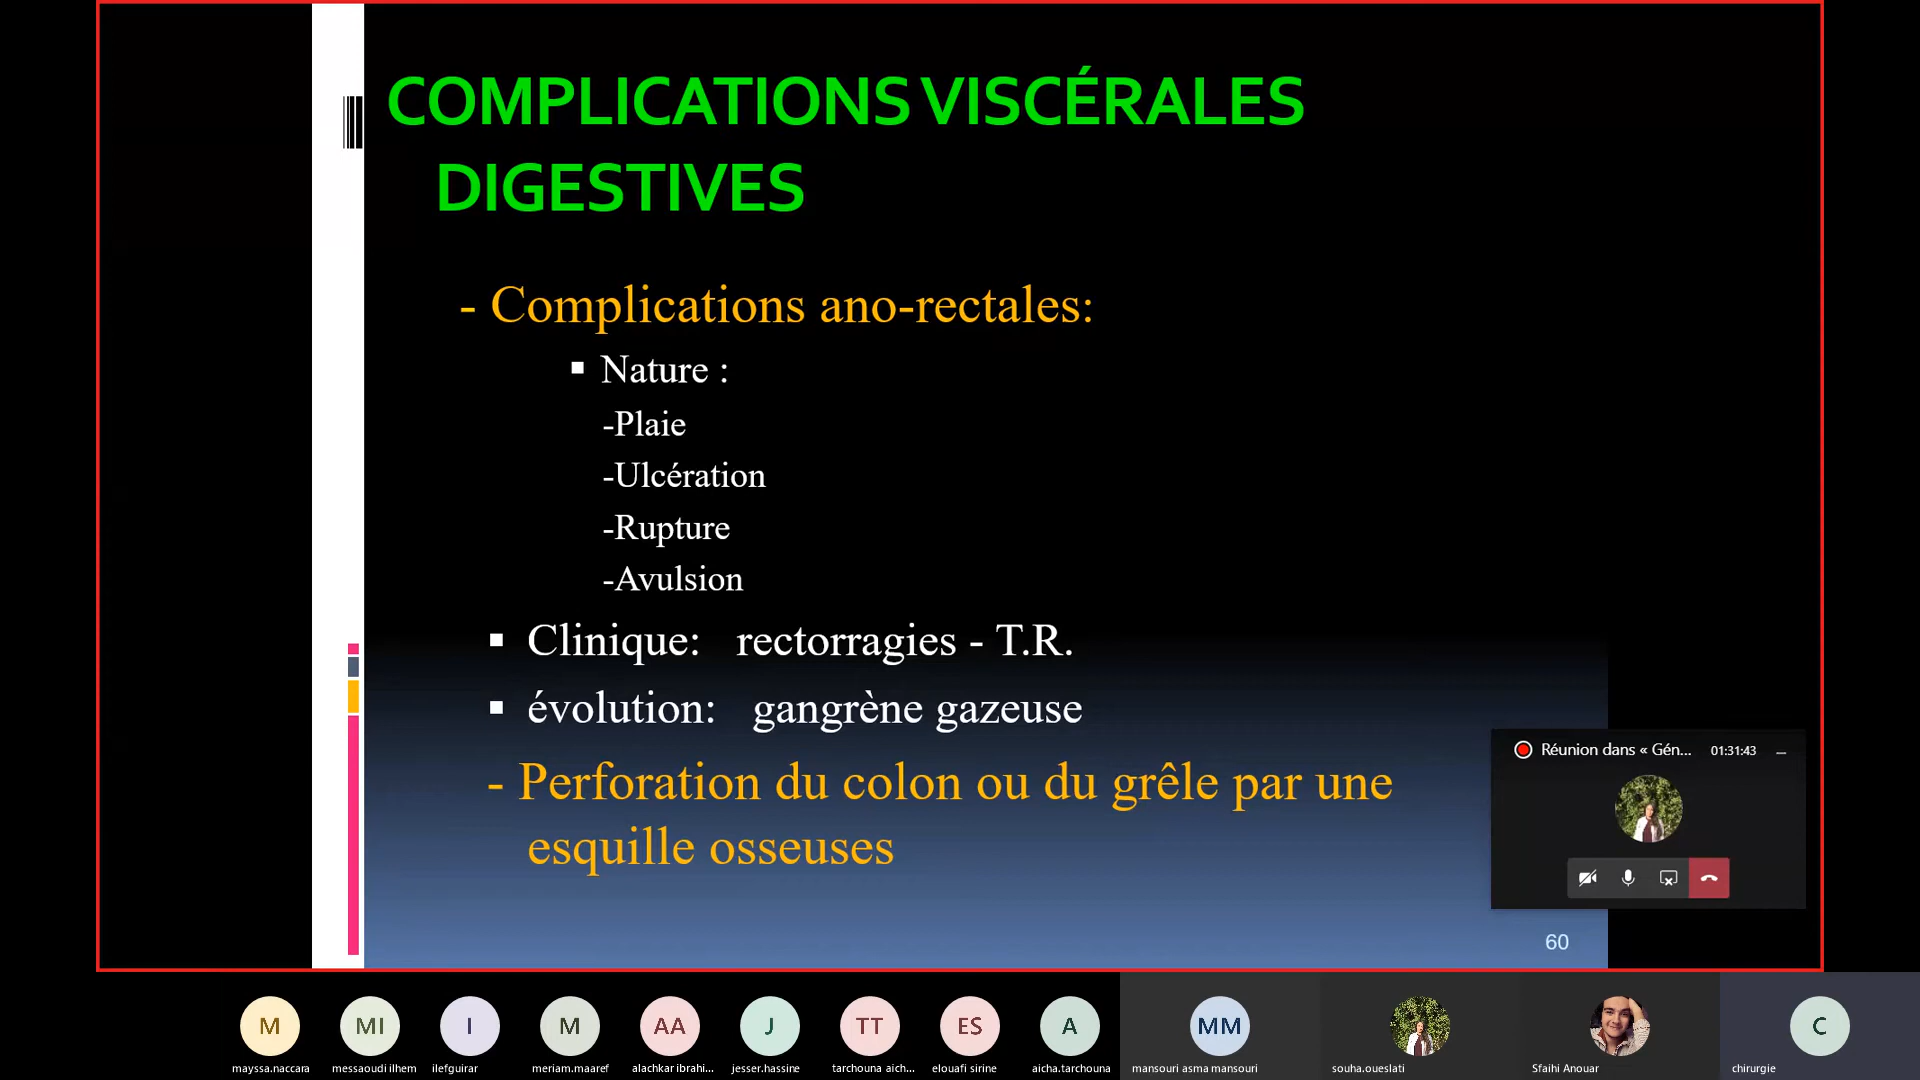 COMPLICATIONS VISCÉRALES
DIGESTIVES
- Complications ano-rectales:
▪ Nature :
-Plaie
-Ulcération
-Rupture
-Avulsion
▪ Clinique: rectorragies - T.R.
▪ évolution: gangrène gazeuse
- Perforation du colon ou du grêle par une
esquille osseuses
Réunion dans « Gén... 01:31:43
60
M MI I M AA J TT ES A MM C
mayssa.naccara messaoudi ilhem ilefguirar meriam.maaref alachkar ibrahi... jesser.hassine tarchouna aich... elouafi sirine aicha.tarchouna mansouri asma mansouri souha.oueslati Sfaihi Anouar chirurgie